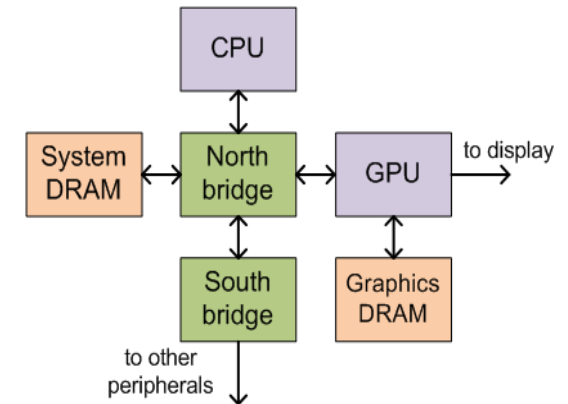 CPU
System
DRAM
North
bridge
GPU
to display
South
bridge
Graphics
DRAM
to other
peripherals